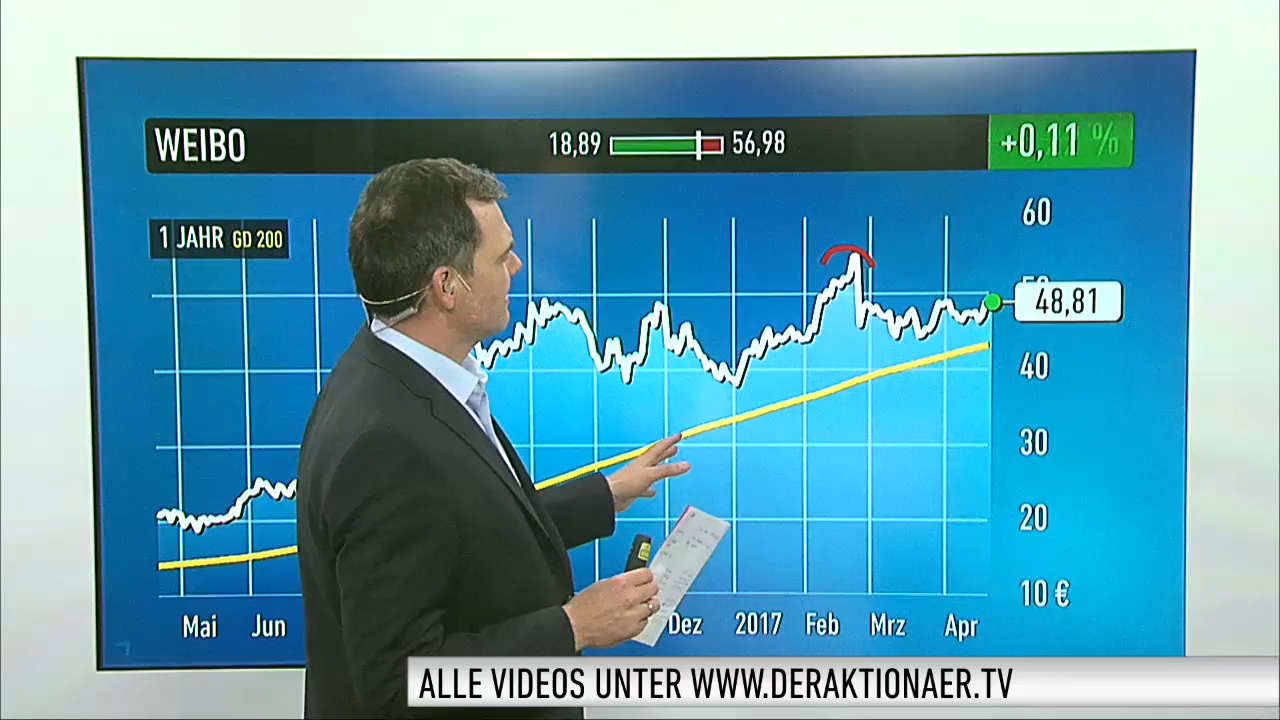 WEIBO 18,89 56,98 +0,11 %
1 JAHR GD 200
60
48,81
40
30
20
10 €
Mai Jun Dez 2017 Feb Mrz Apr
ALLE VIDEOS UNTER WWW.DERAKTIONAER.TV